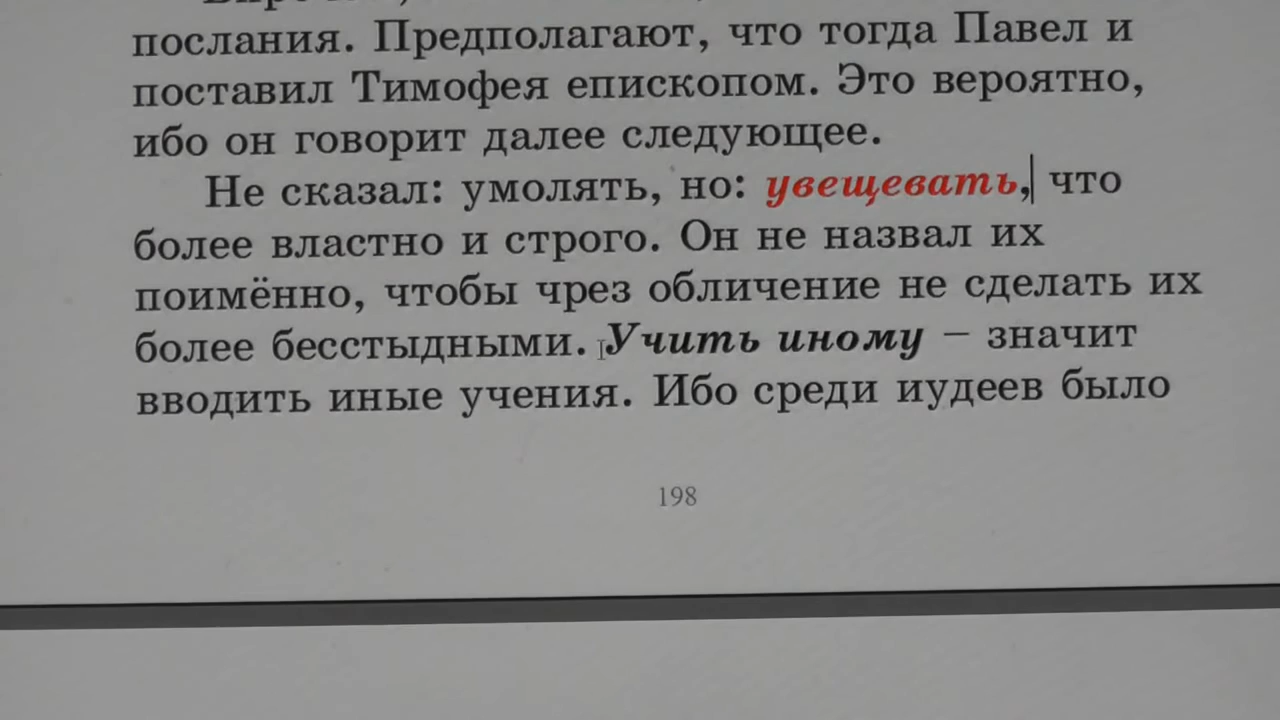 послания. Предполагают, что тогда Павел и
поставил Тимофея епископом. Это вероятно,
ибо он говорит далее следующее.
Не сказал: умолять, но: увещевать, что
более властно и строго. Он не назвал их
поимённо, чтобы чрез обличение не сделать их
более бесстыдными. Учить иному – значит
вводить иные учения. Ибо среди иудеев было
198